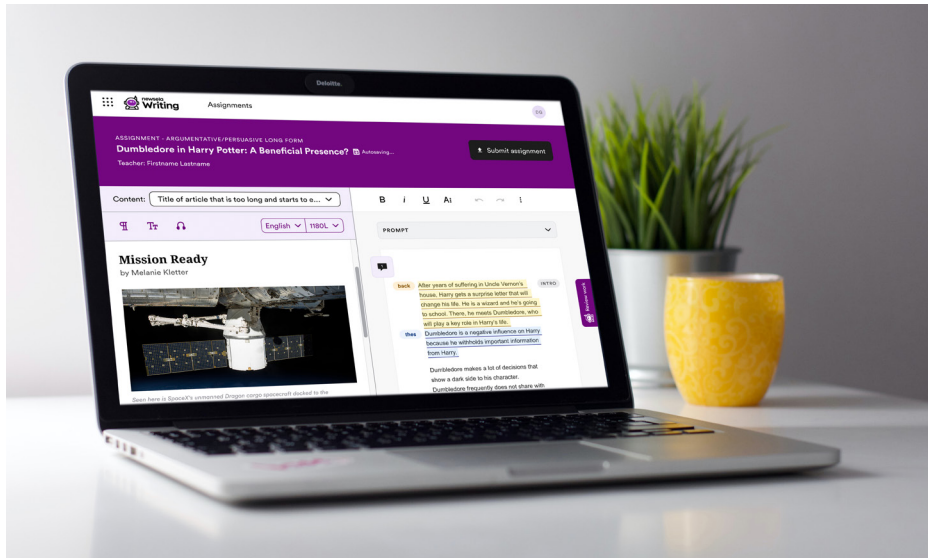 Deloitte.
newsela
Writing
Assignments
ASSIGNMENT - ARGUMENTATIVE/PERSUASIVE LONG FORM
Dumbledore in Harry Potter: A Beneficial Presence?
Autosaving...
Submit assignment
Teacher: Firstname Lastname
Content:
Title of article that is too long and starts to e...
B i U
English
1180L
PROMPT
Mission Ready
by Melanie Kletter
Seen here is SpaceX's unmanned Dragon cargo spacecraft docked to the
INTRO
back
After years of suffering in Uncle Vernon's
house, Harry gets a surprise letter that will
change his life. He is a wizard and he's going
to school. There, he meets Dumbledore, who
will play a key role in Harry's life.
thes
Dumbledore is a negative influence on Harry
because he withholds important information
from Harry.
Dumbledore makes a lot of decisions that
show a dark side to his character.
Dumbledore frequently does not share with
Review work